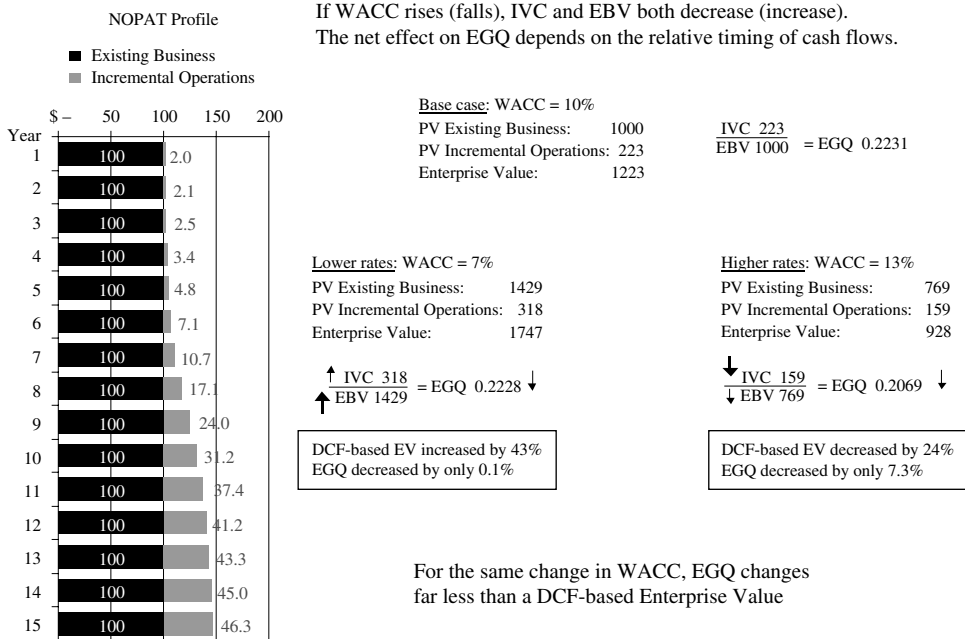 NOPAT Profile
Existing Business
Incremental Operations
$ – 50 100 150 200
Year
1 100 2.0
2 100 2.1
3 100 2.5
4 100 3.4
5 100 4.8
6 100 7.1
7 100 10.7
8 100 17.1
9 100 24.0
10 100 31.2
11 100 37.4
12 100 41.2
13 100 43.3
14 100 45.0
15 100 46.3
If WACC rises (falls), IVC and EBV both decrease (increase).
The net effect on EGQ depends on the relative timing of cash flows.
Base case: WACC = 10%
PV Existing Business: 1000
PV Incremental Operations: 223
Enterprise Value: 1223
IVC 223
EBV 1000 = EGQ 0.2231
Lower rates: WACC = 7%
PV Existing Business: 1429
PV Incremental Operations: 318
Enterprise Value: 1747
↑ IVC 318
↑ EBV 1429 = EGQ 0.2228 ↓
DCF-based EV increased by 43%
EGQ decreased by only 0.1%
Higher rates: WACC = 13%
PV Existing Business: 769
PV Incremental Operations: 159
Enterprise Value: 928
↓ IVC 159
↓ EBV 769 = EGQ 0.2069 ↓
DCF-based EV decreased by 24%
EGQ decreased by only 7.3%
For the same change in WACC, EGQ changes
far less than a DCF-based Enterprise Value